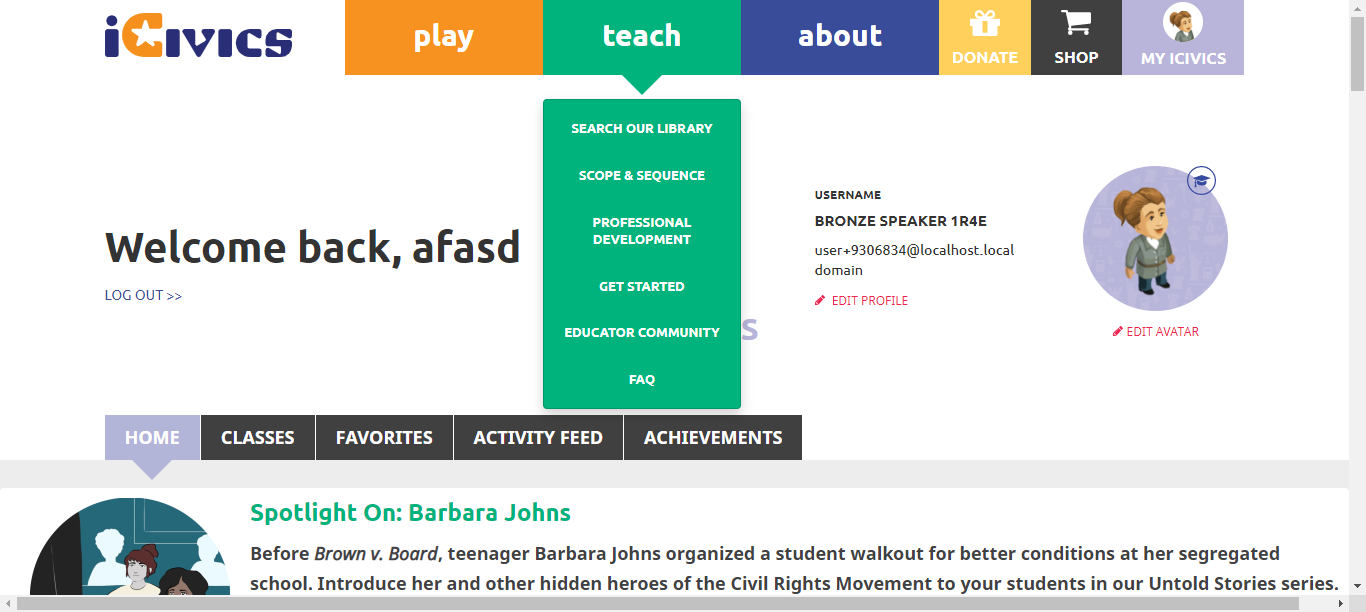 iCivics
play
teach
about
DONATE
SHOP
MY ICIVICS
SEARCH OUR LIBRARY
SCOPE & SEQUENCE
PROFESSIONAL
DEVELOPMENT
GET STARTED
EDUCATOR COMMUNITY
FAQ
Welcome back, afasd
LOG OUT >>
s
USERNAME
BRONZE SPEAKER 1R4E
user+9306834@localhost.local
domain
EDIT PROFILE
EDIT AVATAR
HOME
CLASSES
FAVORITES
ACTIVITY FEED
ACHIEVEMENTS
Spotlight On: Barbara Johns
Before Brown v. Board, teenager Barbara Johns organized a student walkout for better conditions at her segregated
school. Introduce her and other hidden heroes of the Civil Rights Movement to your students in our Untold Stories series.